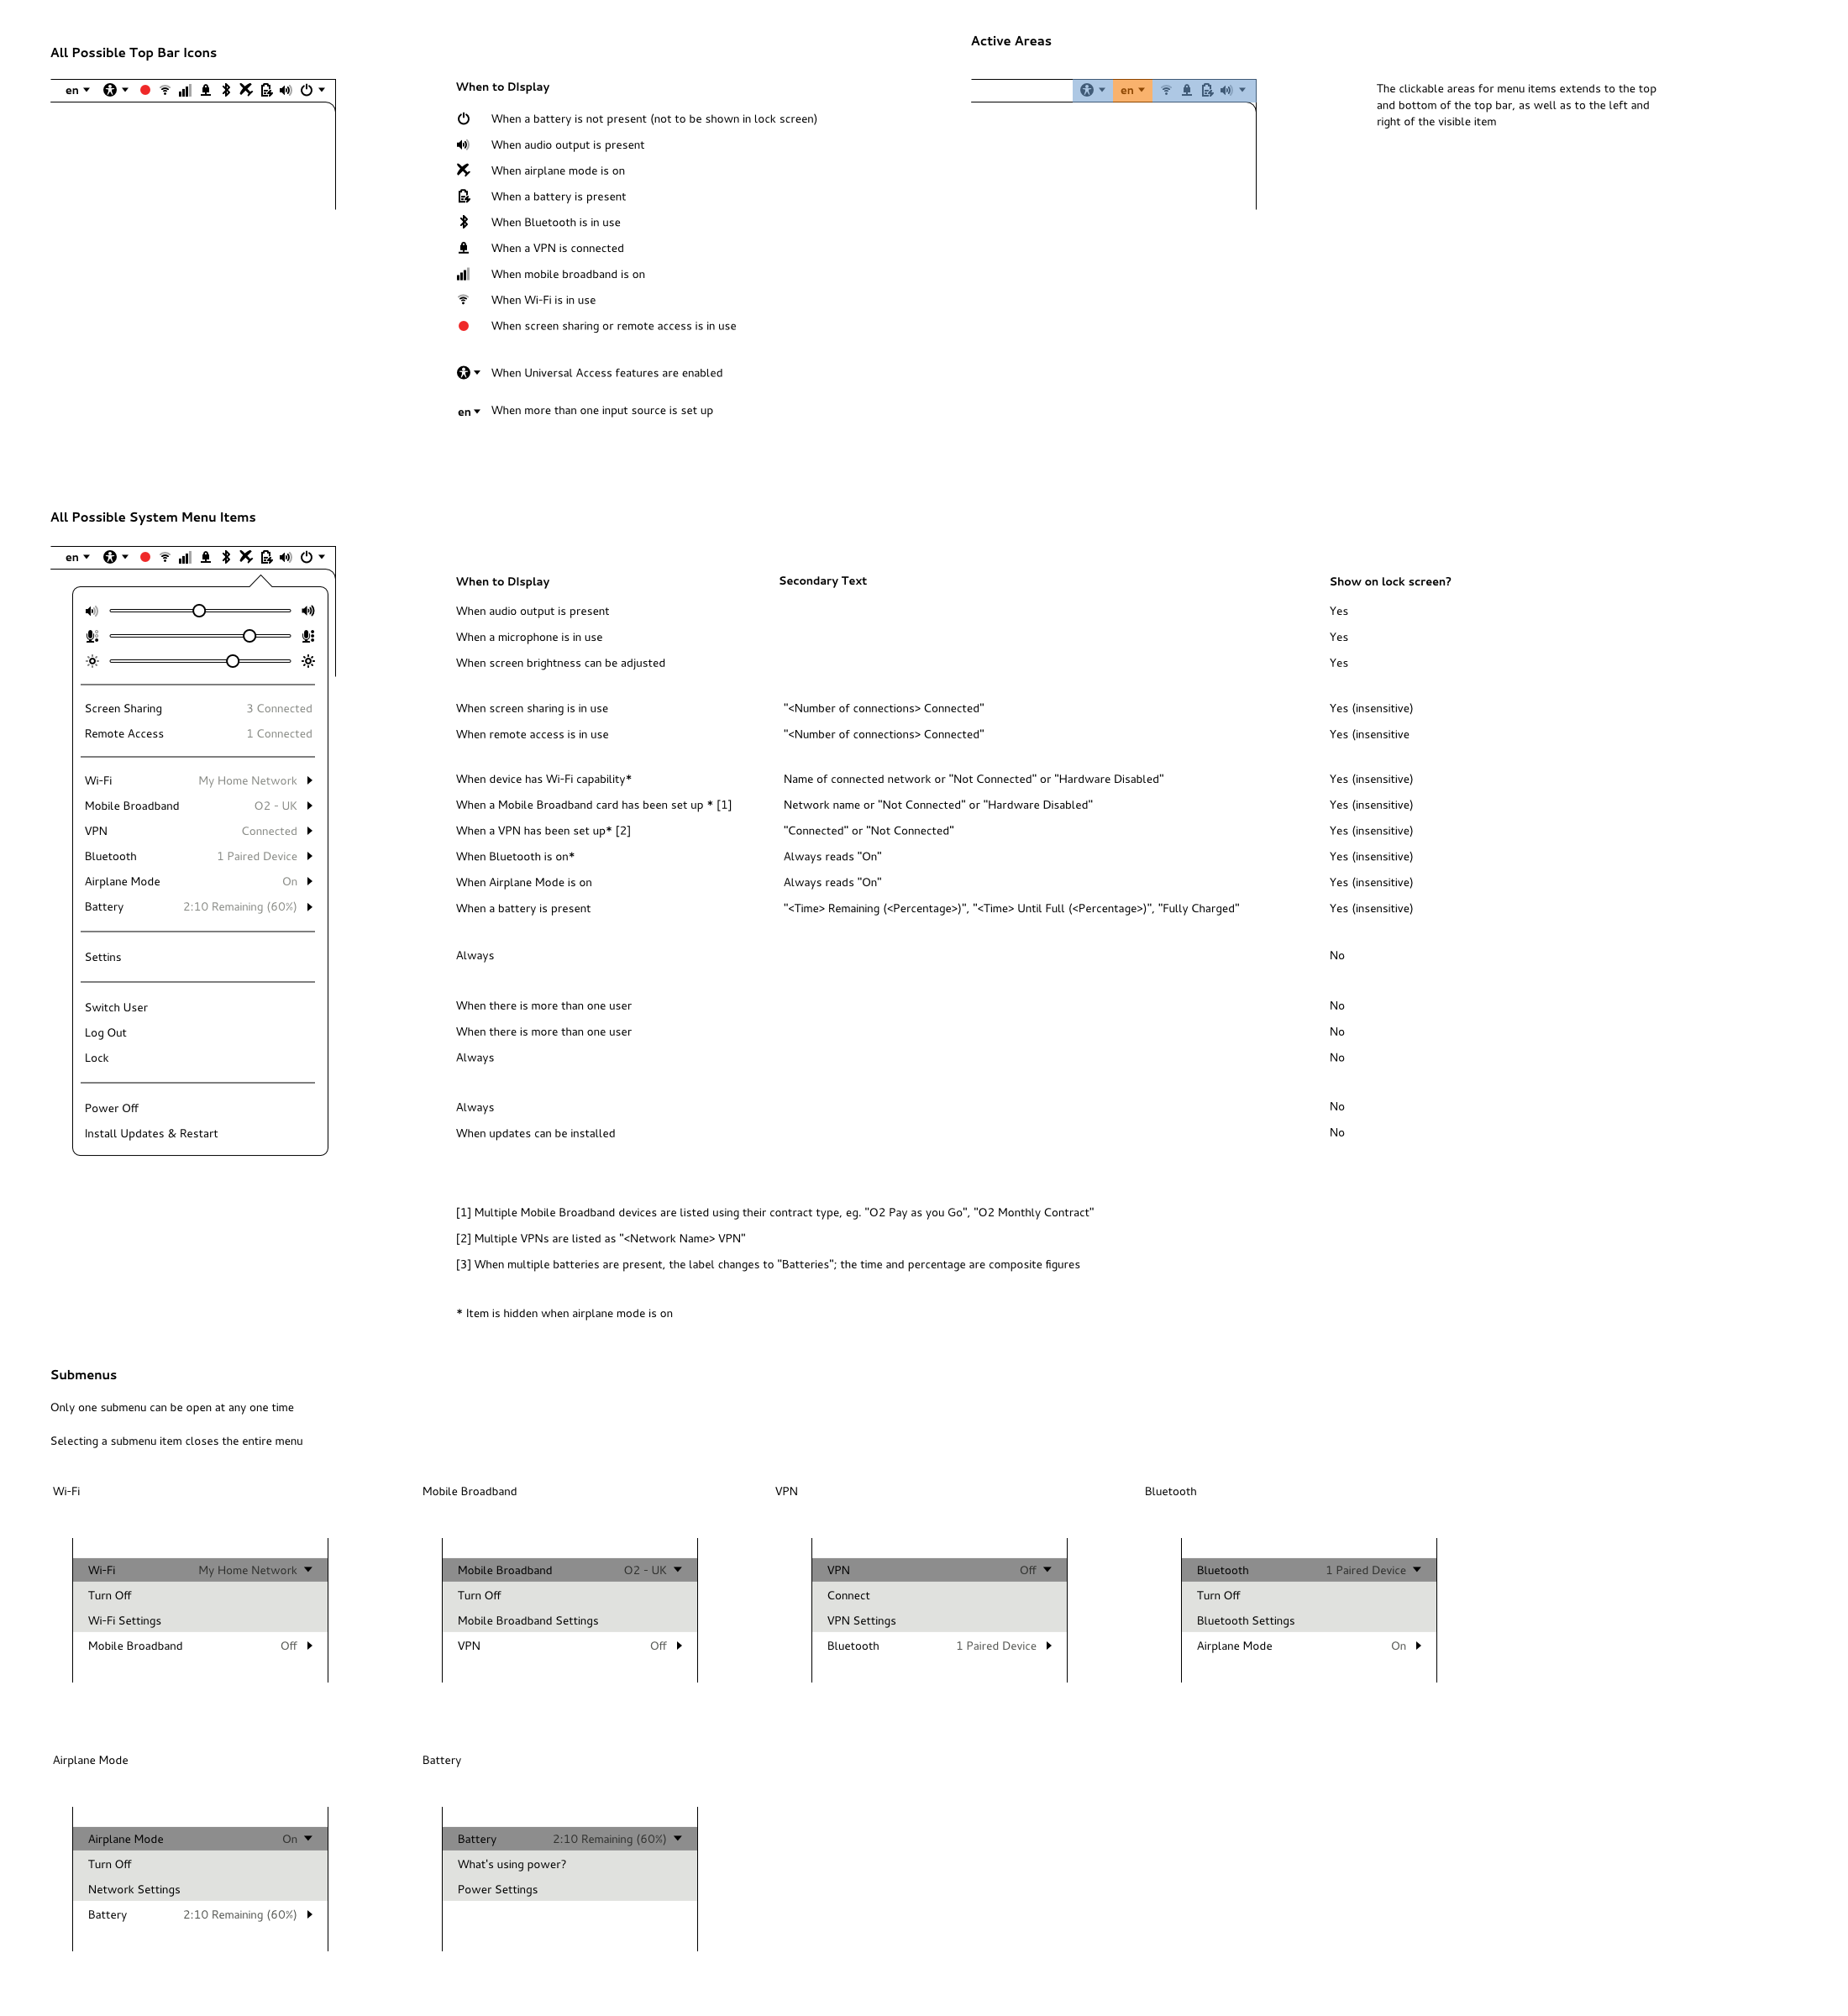 All Possible Top Bar Icons
Active Areas
en
When to DIsplay
When a battery is not present (not to be shown in lock screen)
When audio output is present
When airplane mode is on
When a battery is present
When Bluetooth is in use
When a VPN is connected
When mobile broadband is on
When Wi-Fi is in use
When screen sharing or remote access is in use
When Universal Access features are enabled
en When more than one input source is set up
en
The clickable areas for menu items extends to the top
and bottom of the top bar, as well as to the left and
right of the visible item
All Possible System Menu Items
en
When to DIsplay Secondary Text Show on lock screen?
When audio output is present Yes
When a microphone is in use Yes
When screen brightness can be adjusted Yes
Screen Sharing 3 Connected When screen sharing is in use "<Number of connections> Connected" Yes (insensitive)
Remote Access 1 Connected When remote access is in use "<Number of connections> Connected" Yes (insensitive
Wi-Fi My Home Network When device has Wi-Fi capability* Name of connected network or "Not Connected" or "Hardware Disabled" Yes (insensitive)
Mobile Broadband O2 - UK When a Mobile Broadband card has been set up * [1] Network name or "Not Connected" or "Hardware Disabled" Yes (insensitive)
VPN Connected When a VPN has been set up* [2] "Connected" or "Not Connected" Yes (insensitive)
Bluetooth 1 Paired Device When Bluetooth is on* Always reads "On" Yes (insensitive)
Airplane Mode On When Airplane Mode is on Always reads "On" Yes (insensitive)
Battery 2:10 Remaining (60%) When a battery is present "<Time> Remaining (<Percentage>)", "<Time> Until Full (<Percentage>)", "Fully Charged" Yes (insensitive)
Settins Always No
Switch User When there is more than one user No
Log Out When there is more than one user No
Lock Always No
Power Off Always No
Install Updates & Restart When updates can be installed No
[1] Multiple Mobile Broadband devices are listed using their contract type, eg. "O2 Pay as you Go", "O2 Monthly Contract"
[2] Multiple VPNs are listed as "<Network Name> VPN"
[3] When multiple batteries are present, the label changes to "Batteries"; the time and percentage are composite figures
* Item is hidden when airplane mode is on
Submenus
Only one submenu can be open at any one time
Selecting a submenu item closes the entire menu
Wi-Fi
Wi-Fi My Home Network
Turn Off
Wi-Fi Settings
Mobile Broadband Off
Mobile Broadband
Mobile Broadband O2 - UK
Turn Off
Mobile Broadband Settings
VPN Off
VPN
VPN Off
Connect
VPN Settings
Bluetooth 1 Paired Device
Bluetooth
Bluetooth 1 Paired Device
Turn Off
Bluetooth Settings
Airplane Mode On
Airplane Mode
Airplane Mode On
Turn Off
Network Settings
Battery 2:10 Remaining (60%)
Battery
Battery 2:10 Remaining (60%)
What's using power?
Power Settings